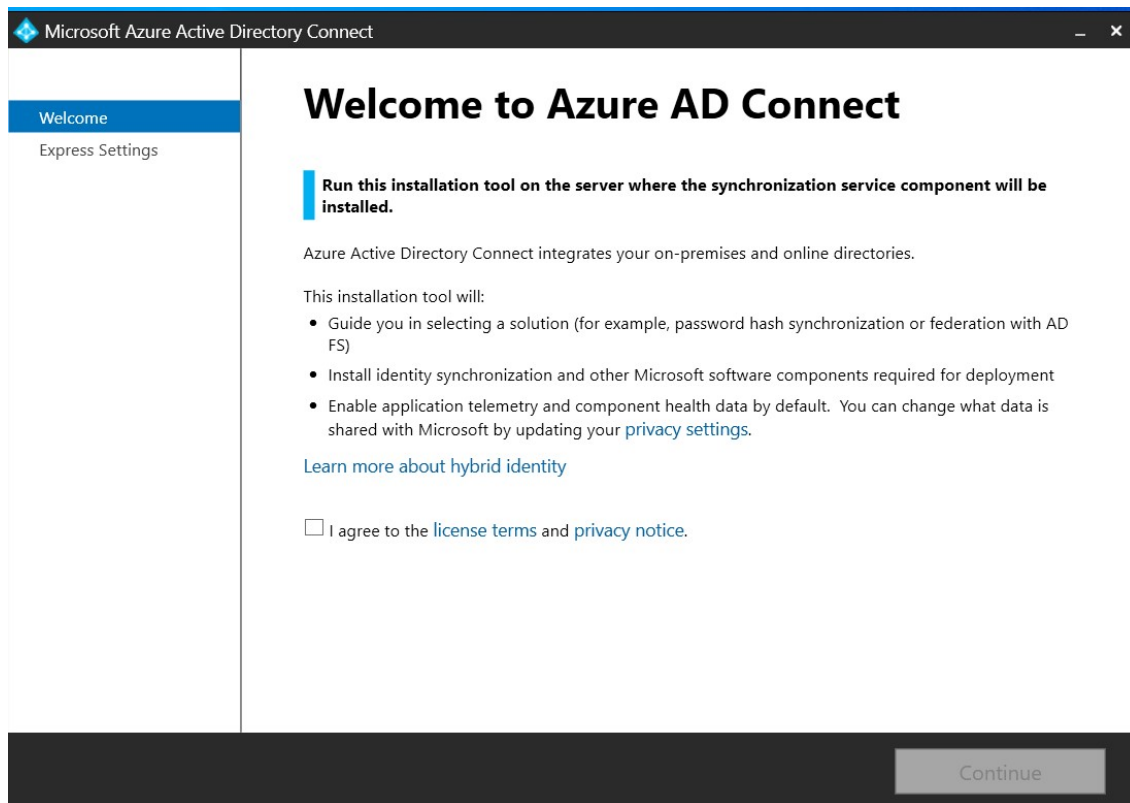 Microsoft Azure Active Directory Connect
Welcome
Express Settings
Welcome to Azure AD Connect
Run this installation tool on the server where the synchronization service component will be
installed.
Azure Active Directory Connect integrates your on-premises and online directories.
This installation tool will:
• Guide you in selecting a solution (for example, password hash synchronization or federation with AD
FS)
• Install identity synchronization and other Microsoft software components required for deployment
• Enable application telemetry and component health data by default.  You can change what data is
shared with Microsoft by updating your privacy settings.
Learn more about hybrid identity
I agree to the license terms and privacy notice.
Continue